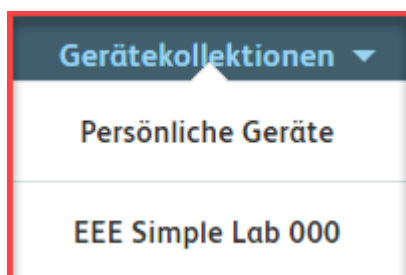 Gerätekollektionen
Persönliche Geräte
EEE Simple Lab 000